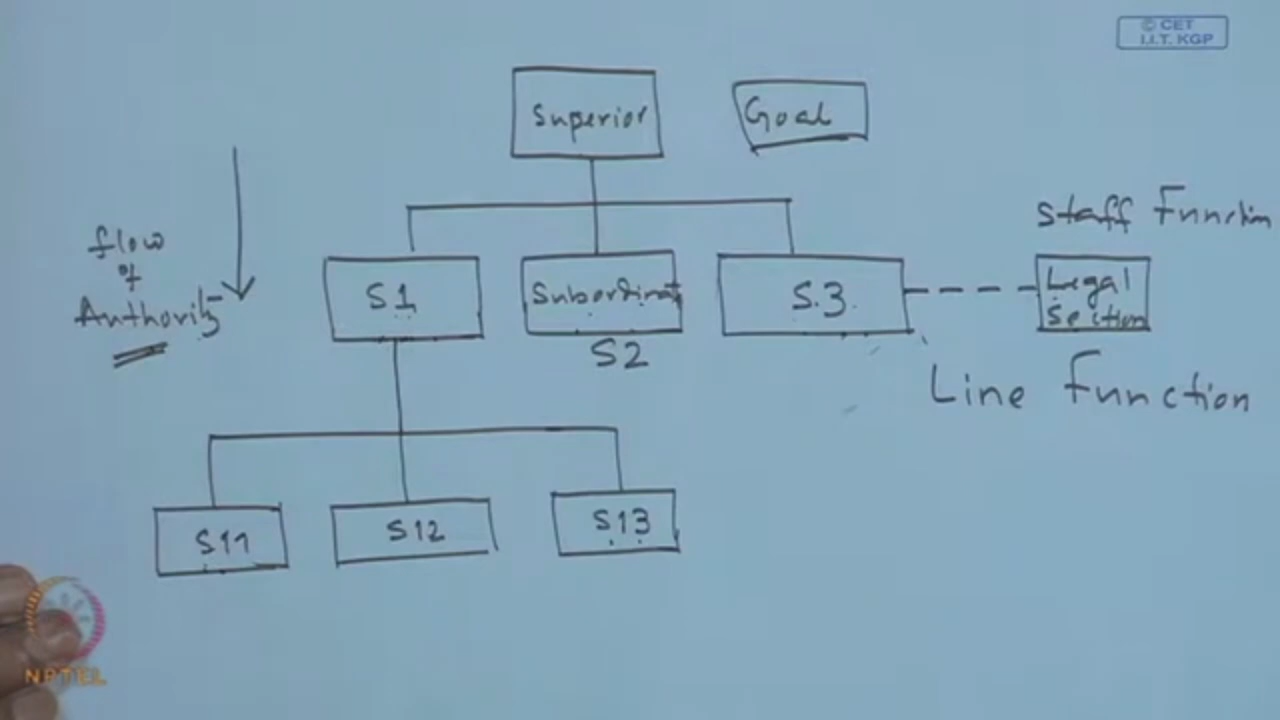 © CET
I.I.T. KGP
Superior
Goal
flow
of
Authority
Staff Function
S1
Subordinat
S.3
Legal
Section
S2
Line Function
S11
S12
S13
NPTEL